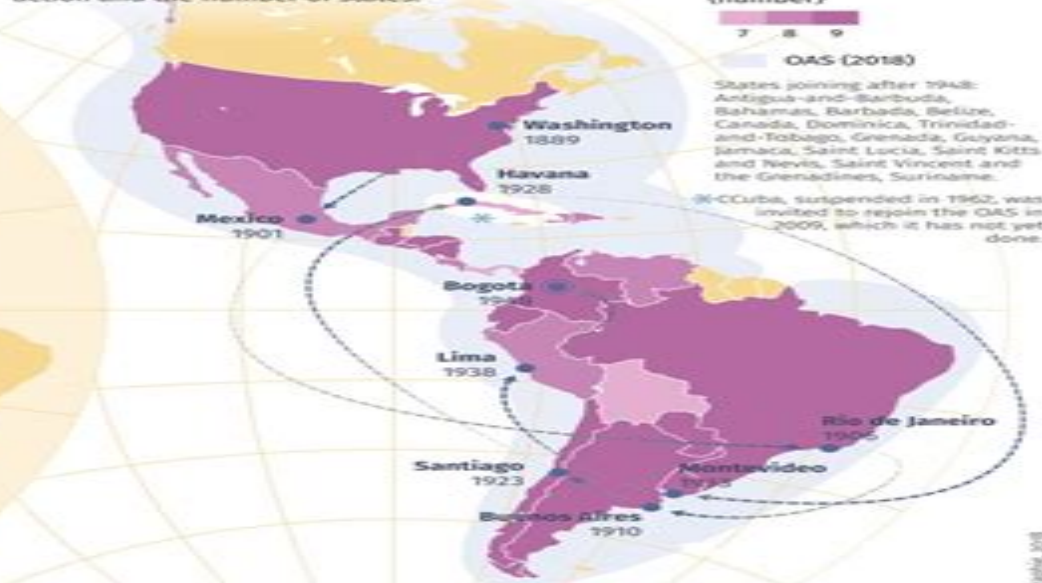 (number)
7 8 9
OAS (2018)
States joining after 1948:
Antigua-and-Barbuda,
Bahamas, Barbada, Belize,
Canada, Dominica, Trinidad-
and-Tobago, Grenada, Guyana,
Jamaca, Saint Lucia, Saint Kitts
and Nevis, Saint Vincent and
the Grenadines, Suriname.
CCuba, suspended in 1962, was
invited to rejoin the OAS in
2009, which it has not yet
done
Washington
1889
Havana
1928
Mexico
1901
Bogota
Lima
1938
Rio de Janeiro
1906
Santiago
1923
Montevideo
Buenos Aires
1910